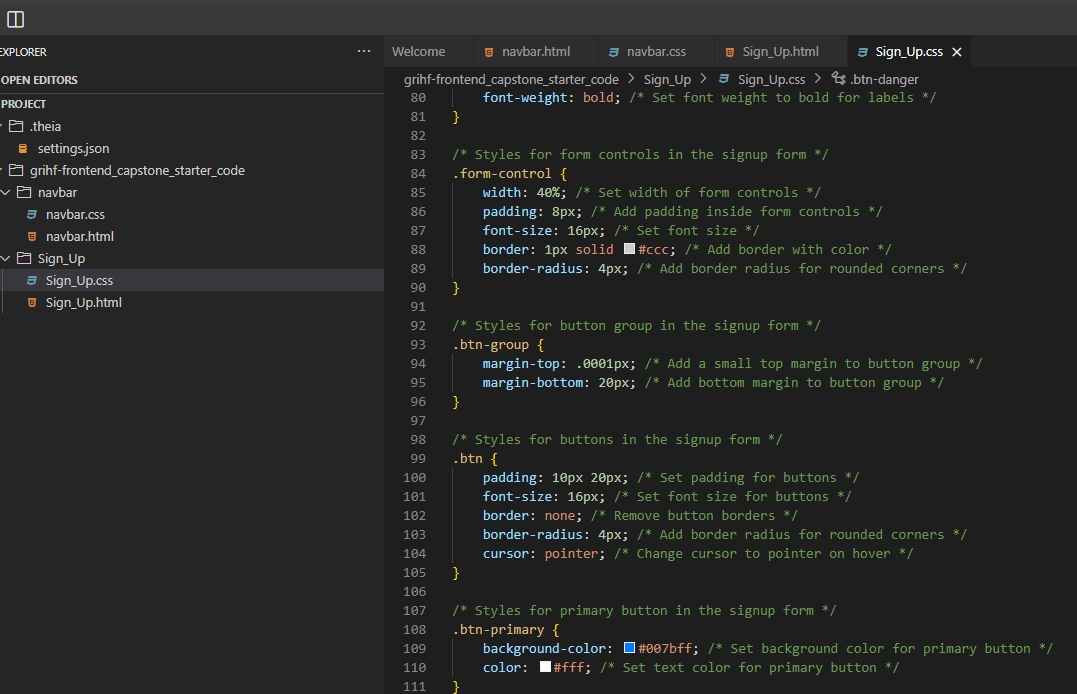 EXPLORER
OPEN EDITORS
PROJECT
.theia
settings.json
grihf-frontend_capstone_starter_code
navbar
navbar.css
navbar.html
Sign_Up
Sign_Up.css
Sign_Up.html
Welcome navbar.html navbar.css Sign_Up.html Sign_Up.css
grihf-frontend_capstone_starter_code > Sign_Up > Sign_Up.css > .btn-danger
80 font-weight: bold; /* Set font weight to bold for labels */
81 }
82
83 /* Styles for form controls in the signup form */
84 .form-control {
85 width: 40%; /* Set width of form controls */
86 padding: 8px; /* Add padding inside form controls */
87 font-size: 16px; /* Set font size */
88 border: 1px solid #ccc; /* Add border with color */
89 border-radius: 4px; /* Add border radius for rounded corners */
90 }
91
92 /* Styles for button group in the signup form */
93 .btn-group {
94 margin-top: .0001px; /* Add a small top margin to button group */
95 margin-bottom: 20px; /* Add bottom margin to button group */
96 }
97
98 /* Styles for buttons in the signup form */
99 .btn {
100 padding: 10px 20px; /* Set padding for buttons */
101 font-size: 16px; /* Set font size for buttons */
102 border: none; /* Remove button borders */
103 border-radius: 4px; /* Add border radius for rounded corners */
104 cursor: pointer; /* Change cursor to pointer on hover */
105 }
106
107 /* Styles for primary button in the signup form */
108 .btn-primary {
109 background-color: #007bff; /* Set background color for primary button */
110 color: #fff; /* Set text color for primary button */
111 }